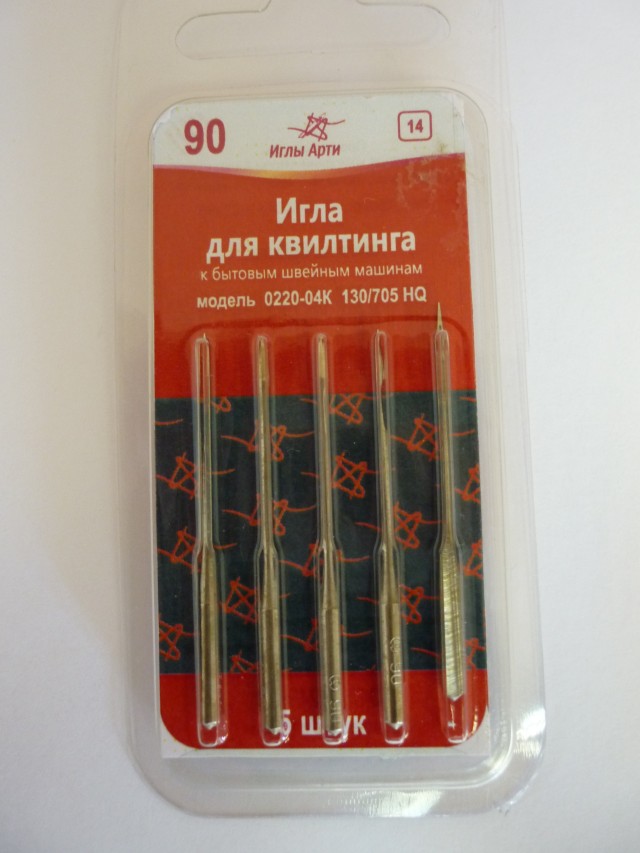 90
Иглы Арти
14
Игла
для квилтинга
к бытовым швейным машинам
модель 0220-04К 130/705 HQ
5 штук